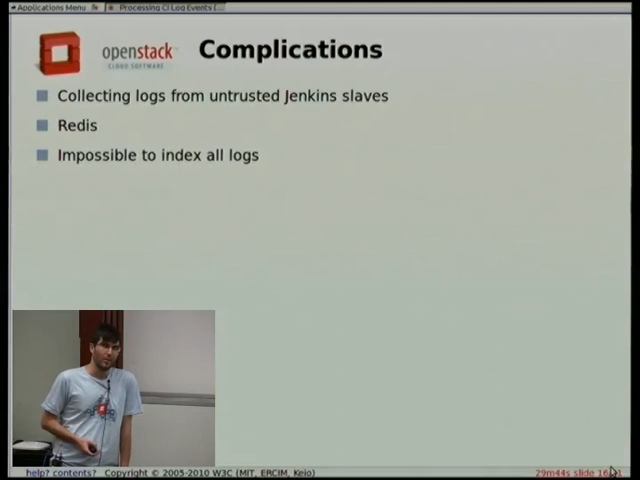 Applications Menu
Processing CI Log Events [...
openstack
CLOUD SOFTWARE
Complications
Collecting logs from untrusted Jenkins slaves
Redis
Impossible to index all logs
help? contents? Copyright © 2005-2010 W3C (MIT, ERCIM, Keio)
29m44s slide